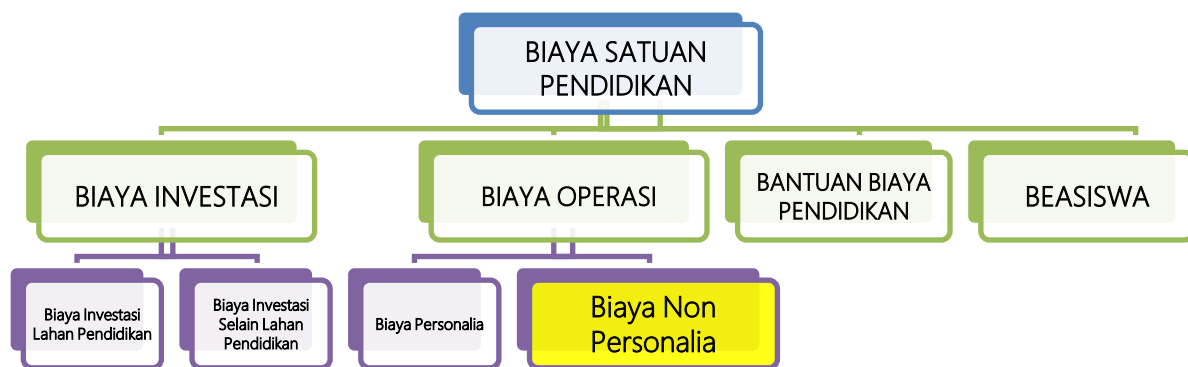 BIAYA SATUAN
PENDIDIKAN
BIAYA INVESTASI
BIAYA OPERASI
BANTUAN BIAYA
PENDIDIKAN
BEASISWA
Biaya Investasi
Lahan Pendidikan
Biaya Investasi
Selain Lahan
Pendidikan
Biaya Personalia
Biaya Non
Personalia